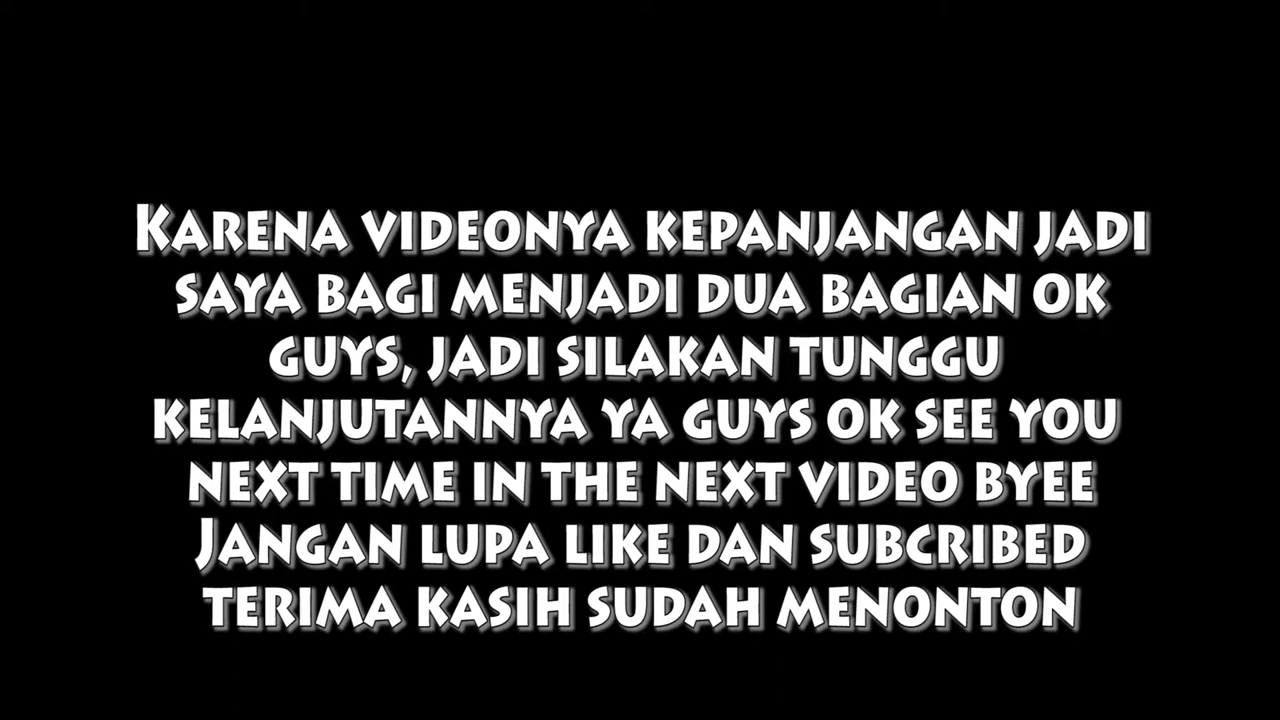 Karena videonya kepanjangan jadi
saya bagi menjadi dua bagian ok
guys, jadi silakan tunggu
kelanjutannya ya guys ok see you
next time in the next video byee
Jangan lupa like dan subcribed
terima kasih sudah menonton